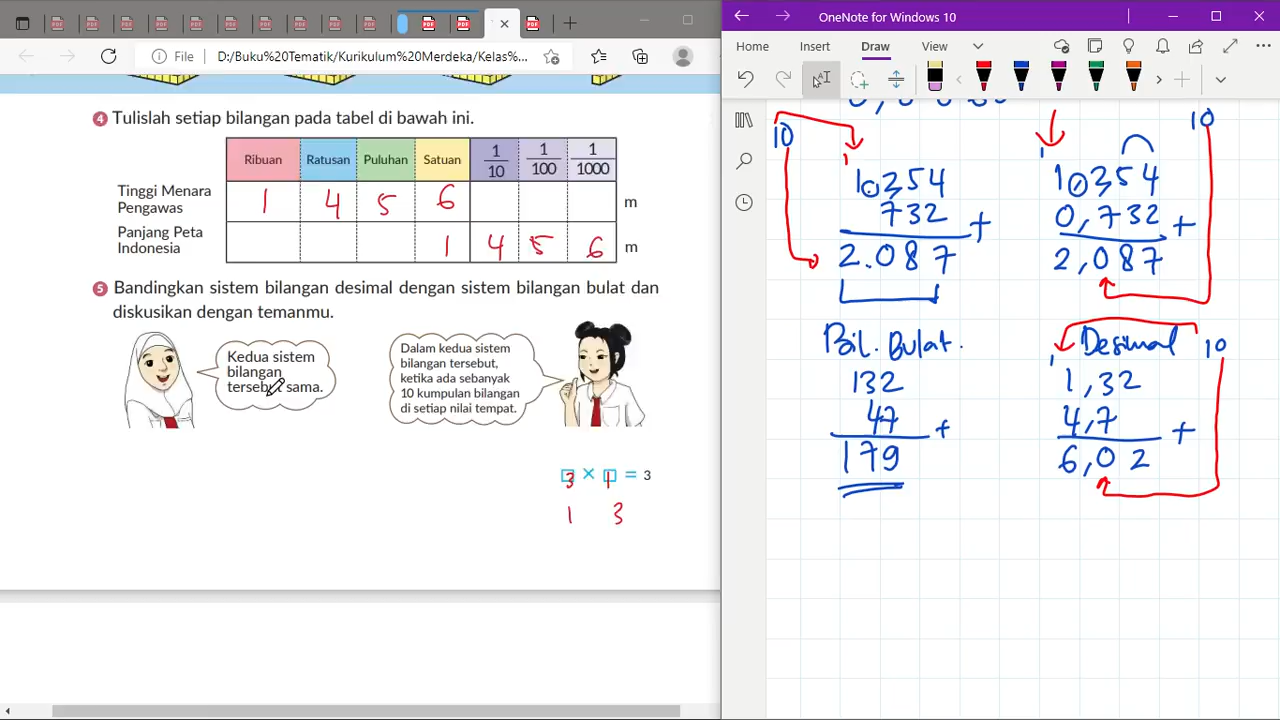 File
D:/Buku%20Tematik/Kurikulum%20Merdeka/Kelas%...
4 Tulislah setiap bilangan pada tabel di bawah ini.
Ribuan Ratusan Puluhan Satuan 1/10 1/100 1/1000
Tinggi Menara Pengawas 1 4 5 6 m
Panjang Peta Indonesia 1 4 5 6 m
5 Bandingkan sistem bilangan desimal dengan sistem bilangan bulat dan
diskusikan dengan temanmu.
Kedua sistem
bilangan
tersebut sama.
Dalam kedua sistem
bilangan tersebut,
ketika ada sebanyak
10 kumpulan bilangan
di setiap nilai tempat.
□ × □ = 3
3 1
1 3
OneNote for Windows 10
Home Insert Draw View
10
1
354
732 +
2.087
10
1
354
0,732 +
2,087
Bil. Bulat.
132
47 +
179
Desimal 10
1
1,32
4,7 +
6,02